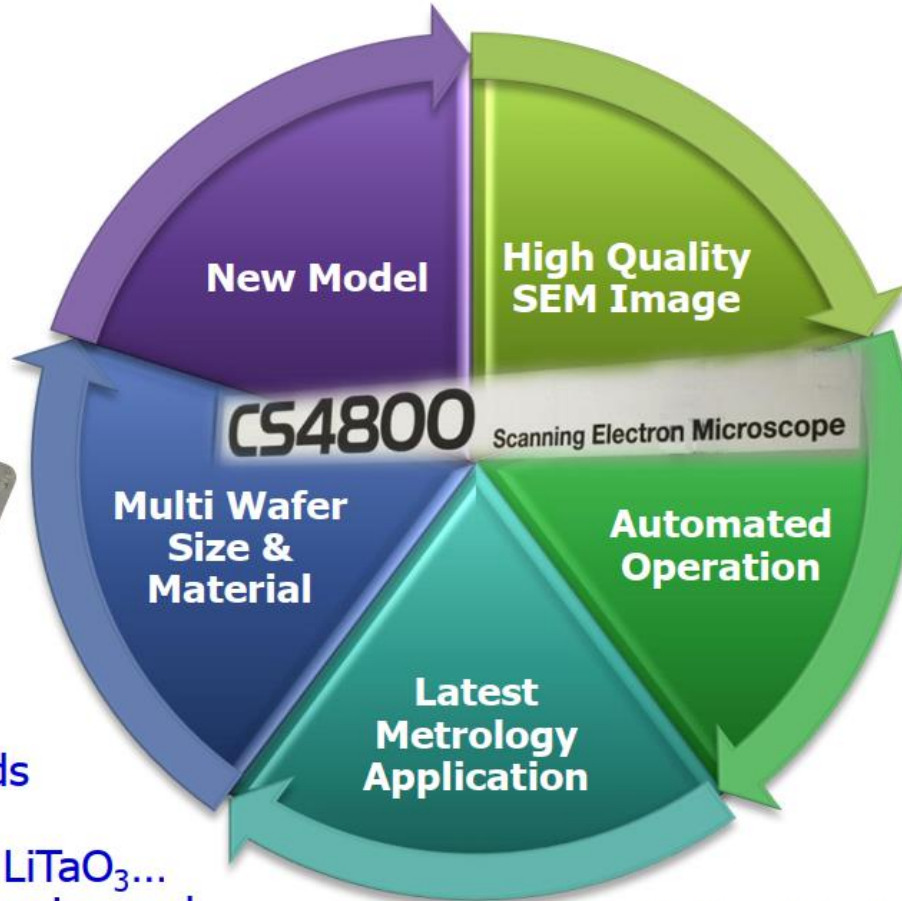 New Model
High Quality
SEM Image
CS4800 Scanning Electron Microscope
Multi Wafer
Size &
Material
Automated
Operation
Latest
Metrology
Application
LiTaO₃...